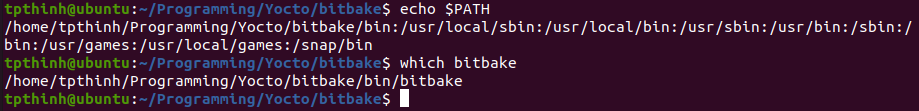 tpthinh@ubuntu:~/Programming/Yocto/bitbake$ echo $PATH
/home/tpthinh/Programming/Yocto/bitbake/bin:/usr/local/sbin:/usr/local/bin:/usr/sbin:/usr/bin:/sbin:/
bin:/usr/games:/usr/local/games:/snap/bin
tpthinh@ubuntu:~/Programming/Yocto/bitbake$ which bitbake
/home/tpthinh/Programming/Yocto/bitbake/bin/bitbake
tpthinh@ubuntu:~/Programming/Yocto/bitbake$